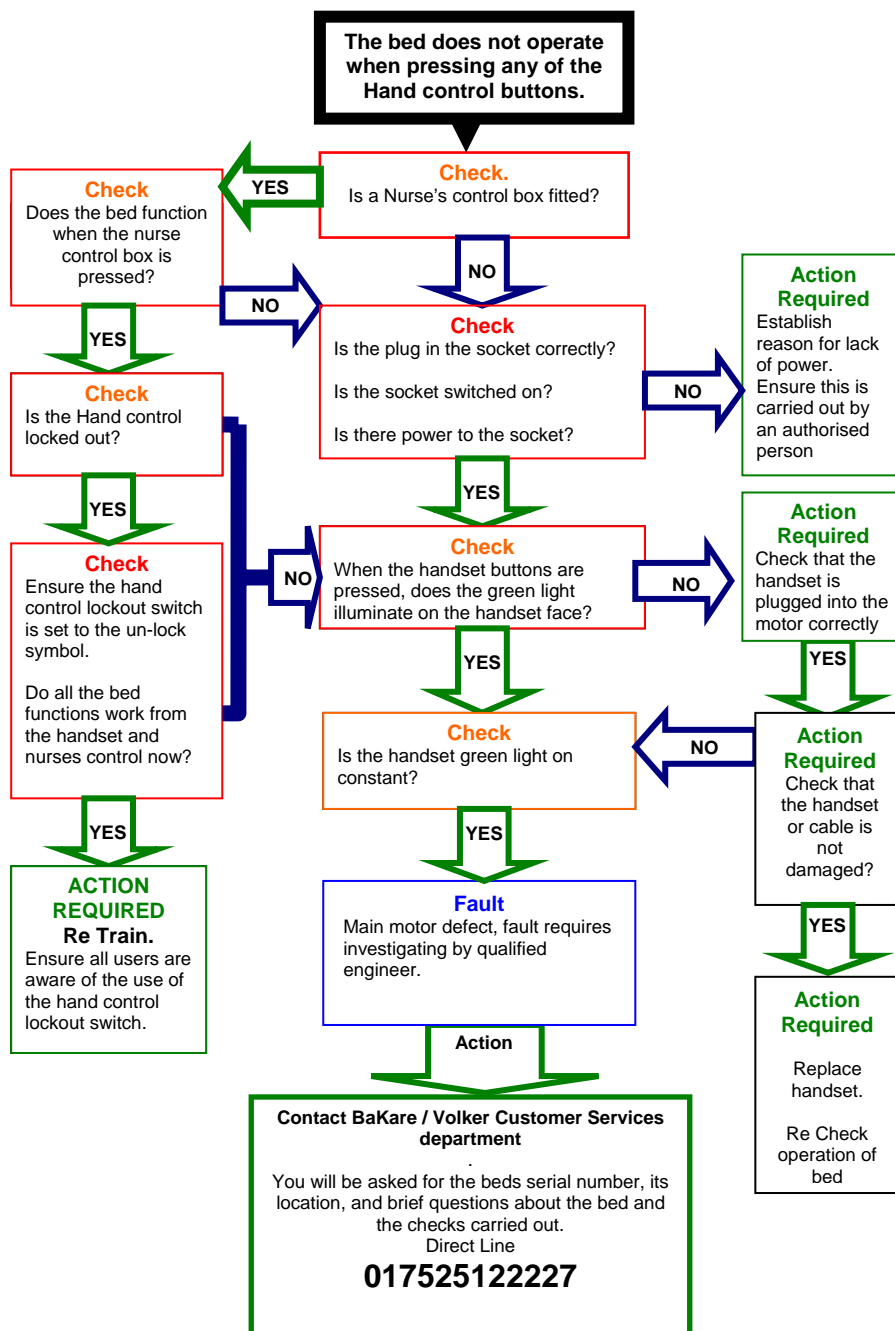 The bed does not operate
when pressing any of the
Hand control buttons.
Check.
Is a Nurse's control box fitted?
YES
Check
Does the bed function
when the nurse
control box is
pressed?
NO
NO
Action
Required
Establish
reason for lack
of power.
Ensure this is
carried out by
an authorised
person
Check
Is the plug in the socket correctly?
Is the socket switched on?
Is there power to the socket?
NO
YES
Check
Is the Hand control
locked out?
YES
YES
Check
Ensure the hand
control lockout switch
is set to the un-lock
symbol.
Do all the bed
functions work from
the handset and
nurses control now?
NO
Check
When the handset buttons are
pressed, does the green light
illuminate on the handset face?
NO
Action
Required
Check that the
handset is
plugged into the
motor correctly
YES
YES
Check
Is the handset green light on
constant?
NO
Action
Required
Check that
the handset
or cable is
not
damaged?
YES
YES
ACTION
REQUIRED
Re Train.
Ensure all users are
aware of the use of
the hand control
lockout switch.
Fault
Main motor defect, fault requires
investigating by qualified
engineer.
YES
Action
Required
Replace
handset.
Re Check
operation of
bed
Action
Contact BaKare / Volker Customer Services
department
.
You will be asked for the beds serial number, its
location, and brief questions about the bed and
the checks carried out.
Direct Line
017525122227